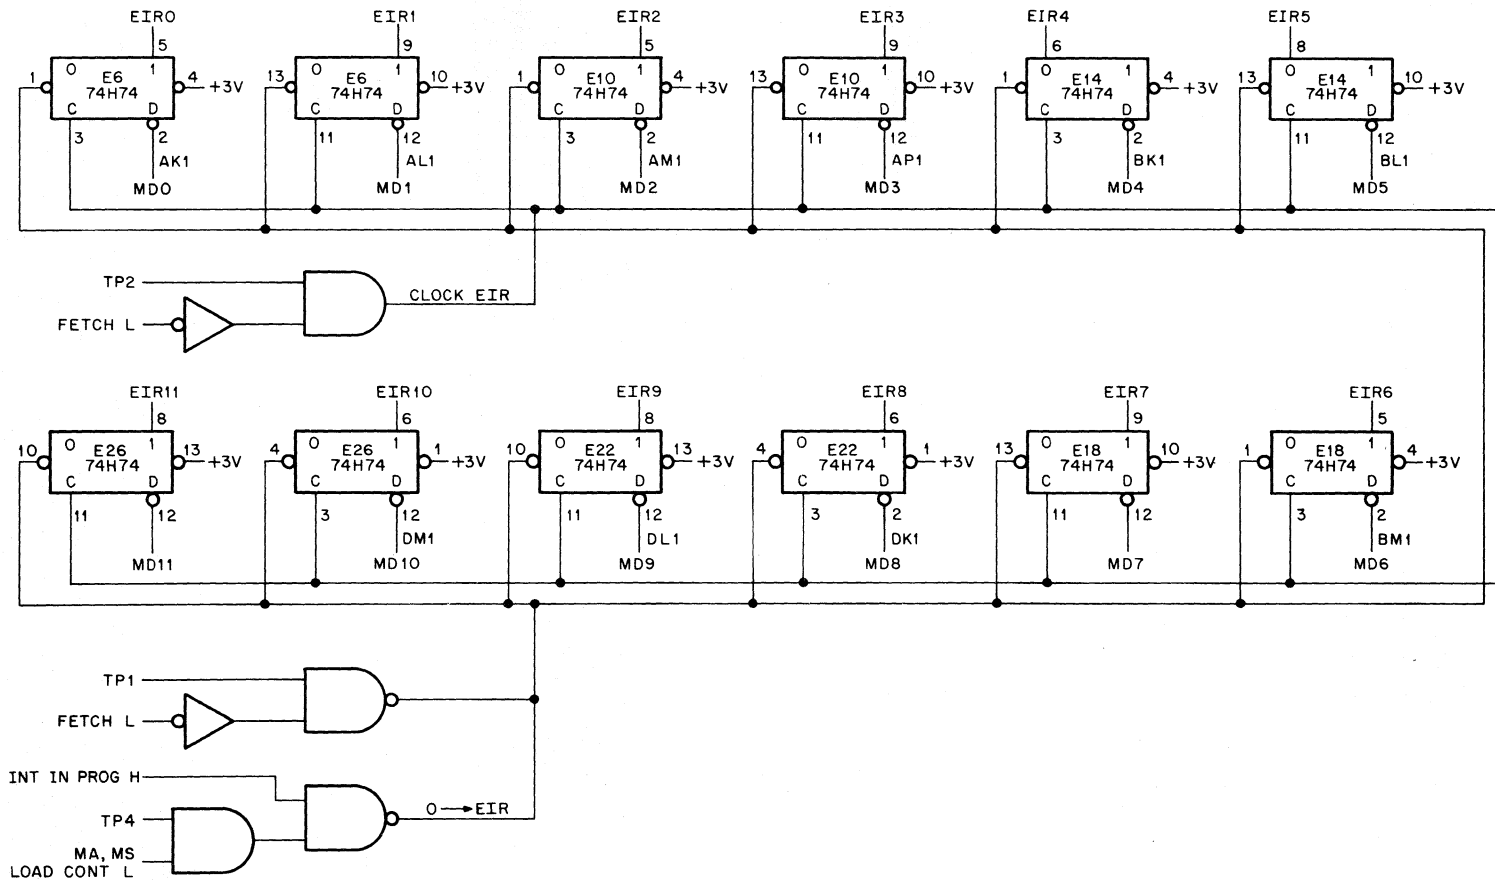 EIR0 EIR1 EIR2 EIR3 EIR4 EIR5
5 9 5 9 6 8
1 0 E6 1 4 +3V 13 0 E6 1 10 +3V 1 0 E10 1 4 +3V 13 0 E10 1 10 +3V 1 0 E14 1 4 +3V 13 0 E14 1 10 +3V
74H74 74H74 74H74 74H74 74H74 74H74
C D C D C D C D C D C D
3 2 11 12 3 2 11 12 3 2 11 12
AK1 AL1 AM1 AP1 BK1 BL1
MD0 MD1 MD2 MD3 MD4 MD5
TP2
CLOCK EIR
FETCH L
EIR11 EIR10 EIR9 EIR8 EIR7 EIR6
8 6 8 6 9 5
10 0 E26 1 13 +3V 4 0 E26 1 1 +3V 10 0 E22 1 13 +3V 4 0 E22 1 1 +3V 13 0 E18 1 10 +3V 1 0 E18 1 4 +3V
74H74 74H74 74H74 74H74 74H74 74H74
C D C D C D C D C D C D
11 12 3 12 11 12 3 2 11 12 3 2
DM1 DL1 DK1 BM1
MD11 MD10 MD9 MD8 MD7 MD6
TP1
FETCH L
INT IN PROG H
0 → EIR
TP4
MA, MS
LOAD CONT L